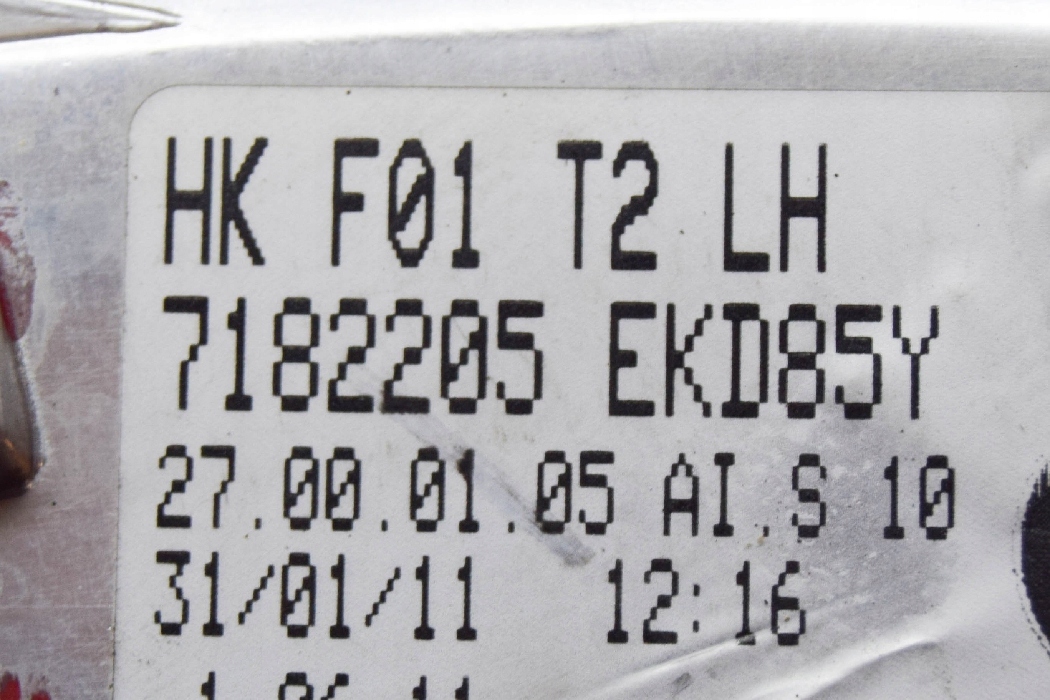 HK F01 T2 LH
7182205 EKD85Y
27.00.01.05 AI.S 10
31/01/11 12:16